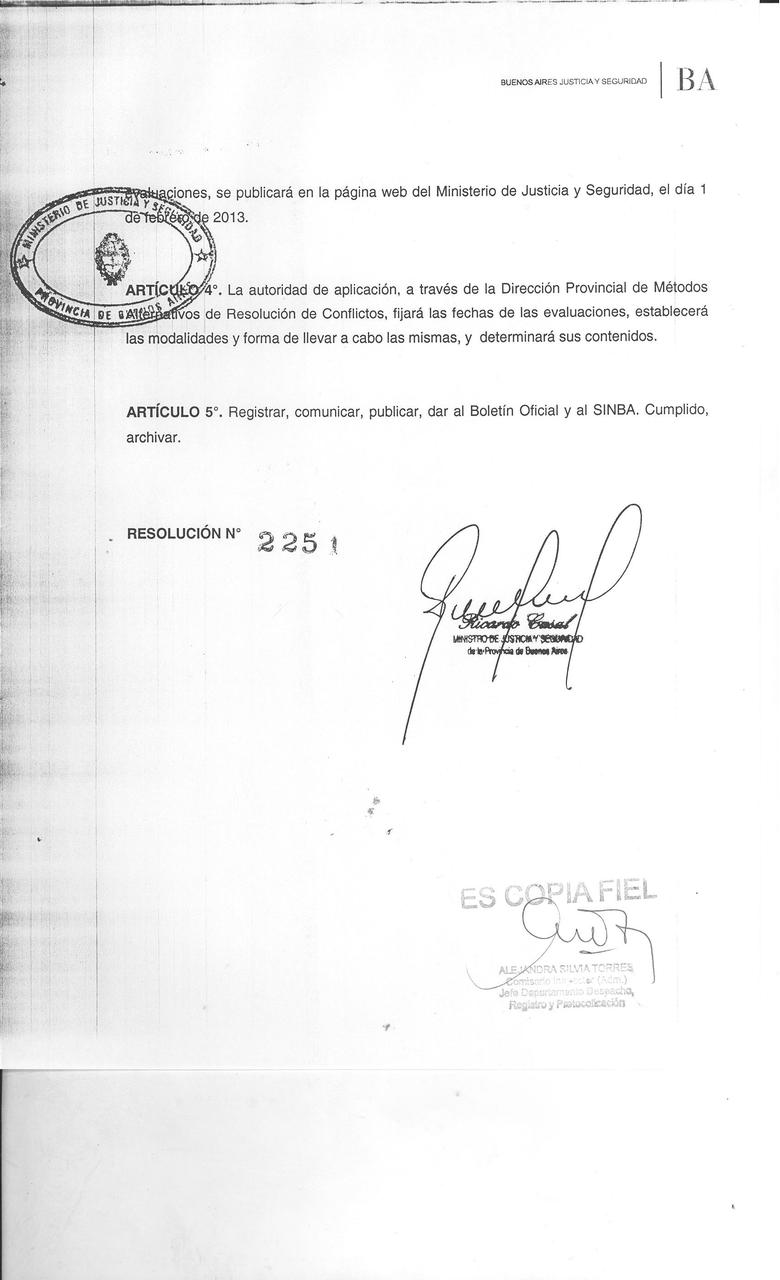 BUENOS AIRES JUSTICIA Y SEGURIDAD | BA
evaluaciones, se publicará en la página web del Ministerio de Justicia y Seguridad, el día 1
de febrero de 2013.
MINISTERIO DE JUSTICIA Y SEGURIDAD
PROVINCIA DE BUENOS AIRES
ARTÍCULO 4°. La autoridad de aplicación, a través de la Dirección Provincial de Métodos
Alternativos de Resolución de Conflictos, fijará las fechas de las evaluaciones, establecerá
las modalidades y forma de llevar a cabo las mismas, y determinará sus contenidos.
ARTÍCULO 5°. Registrar, comunicar, publicar, dar al Boletín Oficial y al SINBA. Cumplido,
archivar.
RESOLUCIÓN N° 2251
Ricardo Casal
MINISTRO DE JUSTICIA Y SEGURIDAD
de la Provincia de Buenos Aires
ES COPIA FIEL
ALEJANDRA SILVIA TORRES
Comisario Inspector (Adm.)
Jefe Departamento Despacho,
Registro y Protocolización